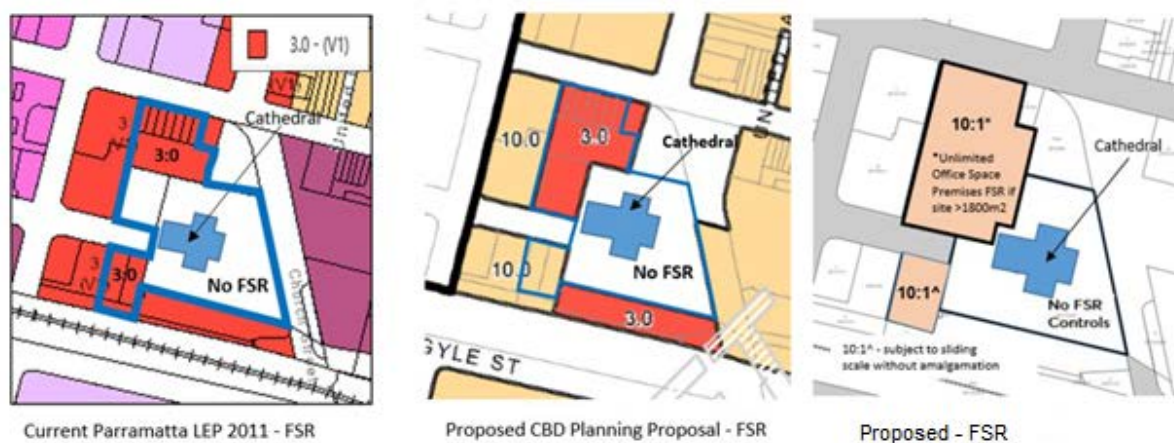 3.0 - (V1)
Cathedral
3:0
3:0
No FSR
Current Parramatta LEP 2011 - FSR
10.0
3.0
Cathedral
No FSR
10.0
3.0
GYLE ST
Proposed CBD Planning Proposal - FSR
10:1*
*Unlimited
Office Space
Premises FSR if
site >1800m2
Cathedral
10:1^
No FSR
Controls
10:1^ - subject to sliding
scale without amalgamation
Proposed - FSR